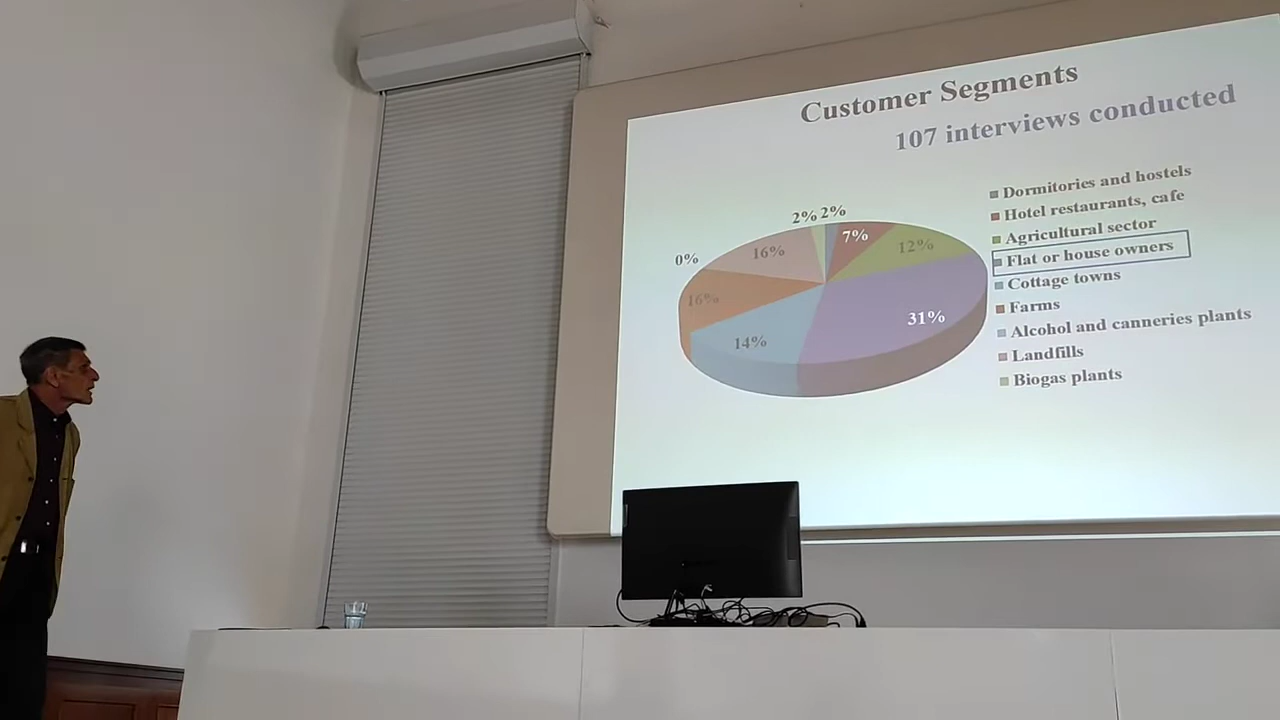 Customer Segments
107 interviews conducted
2% 2%
7%
12%
16%
0%
16%
31%
14%
Dormitories and hostels
Hotel restaurants, cafe
Agricultural sector
Flat or house owners
Cottage towns
Farms
Alcohol and canneries plants
Landfills
Biogas plants